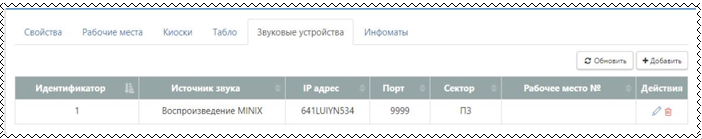 Свойства Рабочие места Киоски Табло Звуковые устройства Инфоматы
Обновить Добавить
Идентификатор Источник звука IP адрес Порт Сектор Рабочее место № Действия
1 Воспроизведение MINIX 641LUIYN534 9999 ПЗ